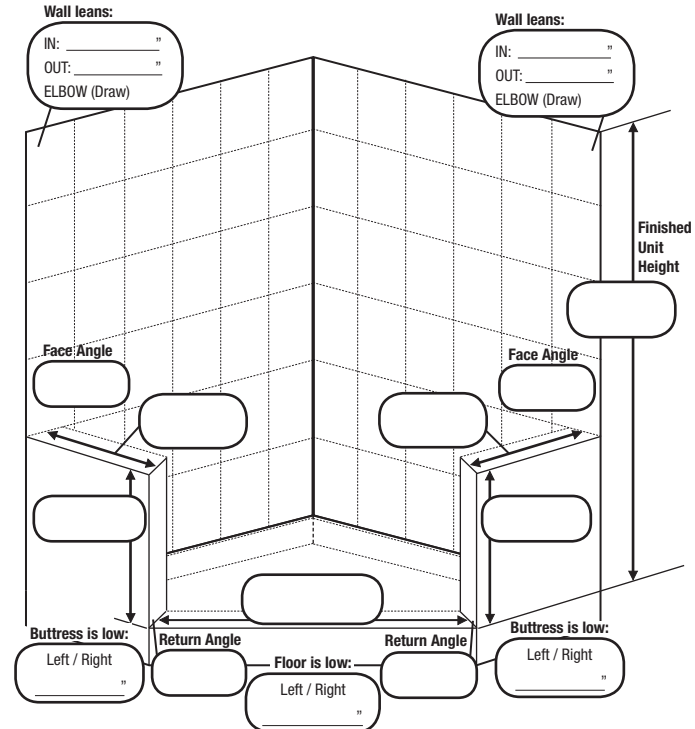 Wall leans:
IN: ”
OUT: ”
ELBOW (Draw)
Wall leans:
IN: ”
OUT: ”
ELBOW (Draw)
Finished
Unit
Height
Face Angle
Face Angle
Buttress is low:
Left / Right
”
Return Angle
Floor is low:
Left / Right
”
Return Angle
Buttress is low:
Left / Right
”